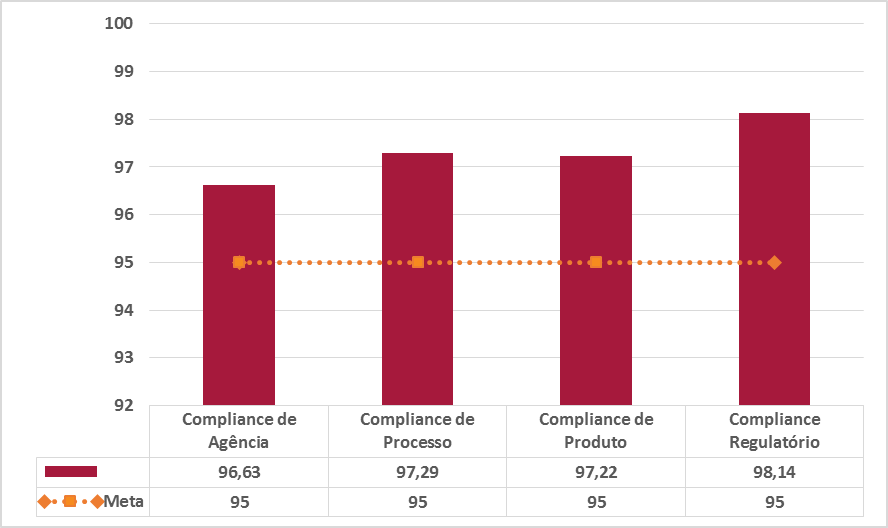 100
99
98
97
96
95
94
93
92
Compliance de Agência
Compliance de Processo
Compliance de Produto
Compliance Regulatório
96,63 97,29 97,22 98,14
Meta 95 95 95 95